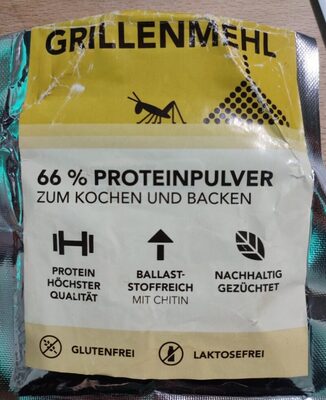 GRILLENMEHL
66 % PROTEINPULVER
ZUM KOCHEN UND BACKEN
PROTEIN
HÖCHSTER
QUALITÄT
BALLAST-
STOFFREICH
MIT CHITIN
NACHHALTIG
GEZÜCHTET
GLUTENFREI
LAKTOSEFREI